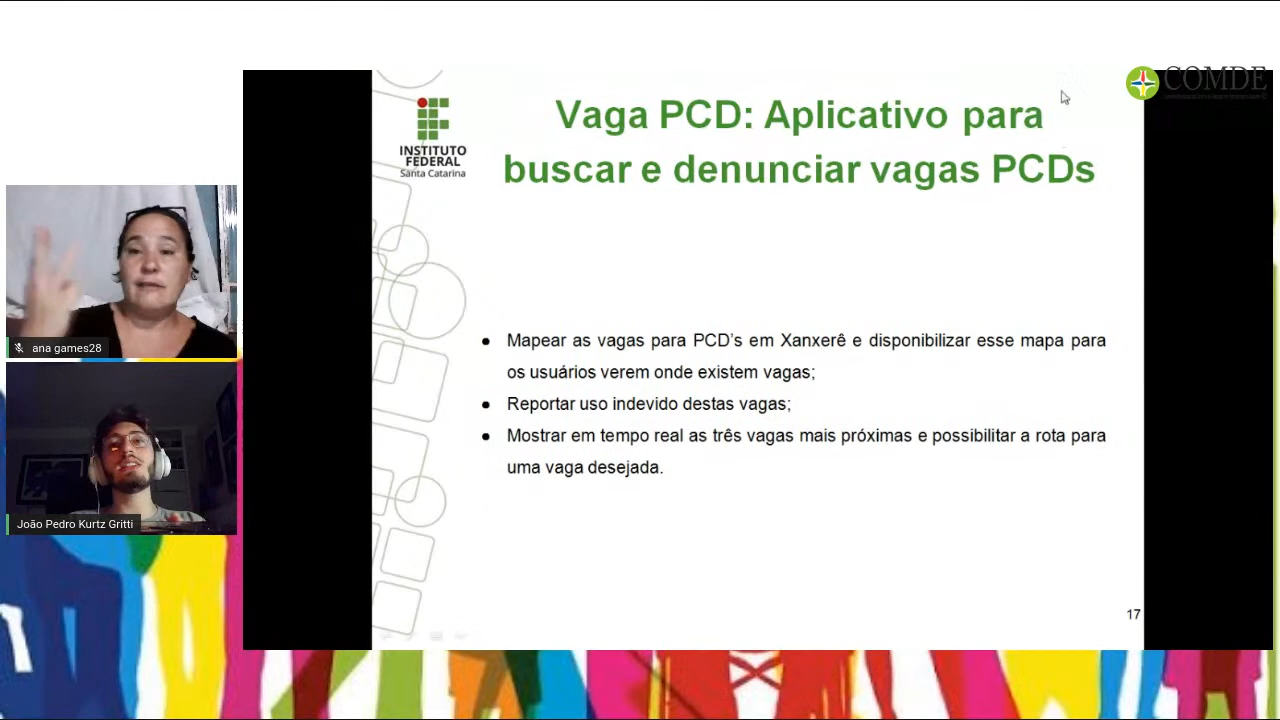 COMDE
Vaga PCD: Aplicativo para
buscar e denunciar vagas PCDs
INSTITUTO
FEDERAL
Santa Catarina
ana games28
João Pedro Kurtz Gritti
● Mapear as vagas para PCD's em Xanxerê e disponibilizar esse mapa para
os usuários verem onde existem vagas;
● Reportar uso indevido destas vagas;
● Mostrar em tempo real as três vagas mais próximas e possibilitar a rota para
uma vaga desejada.
17